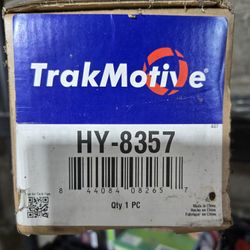 TrakMotive®
HY-8357
8 44084 08265 7
Qty 1 PC
Made in China